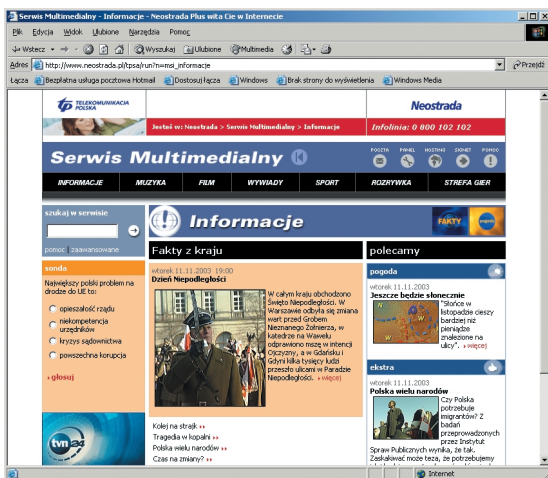 Serwis Multimedialny - Informacje - Neostrada Plus wita Cie w Internecie
Plik Edycja Widok Ulubione Narzędzia Pomoc
Wstecz Wyszukaj Ulubione Multimedia
Adres http://www.neostrada.pl/tpsa/run?n=msi_informacje Przejdź
Łącza Bezpłatna usługa pocztowa Hotmail Dostosuj łącza Windows Brak strony do wyświetlenia Windows Media
tp TELEKOMUNIKACJA
POLSKA
Neostrada
Jesteś w: Neostrada > Serwis Multimedialny > Informacje
Infolinia: 0 800 102 102
Serwis Multimedialny
POCZTA PANEL HOSTING SIGNET POMOC
INFORMACJE MUZYKA FILM WYWIADY SPORT ROZRYWKA STREFA GIER
szukaj w serwisie
pomoc | zaawansowane
Informacje
FAKTY pogoda
sonda
Największy polski problem na
drodze do UE to:
opieszałość rządu
niekompetencja
urzędników
kryzys sądownictwa
powszechna korupcja
głosuj
tvn 24
Fakty z kraju
wtorek 11.11.2003 19:00
Dzień Niepodległości
W całym kraju obchodzono
Święto Niepodległości. W
Warszawie odbyła się zmiana
wart przed Grobem
Nieznanego Żołnierza, w
katedrze na Wawelu
odprawiono mszę w intencji
Ojczyzny, a w Gdańsku i
Gdyni kilka tysięcy ludzi
przeszło ulicami w Paradzie
Niepodległości. więcej
Kolej na strajk
Tragedia w kopalni
Polska wielu narodów
Czas na zmiany?
polecamy
pogoda
wtorek 11.11.2003
Jeszcze będzie słonecznie
"Słońce w
listopadzie cieszy
bardziej niż
pieniądze
znalezione na
ulicy". więcej
ekstra
wtorek 11.11.2003
Polska wielu narodów
Czy Polska
potrzebuje
imigrantów? Z
badań
przeprowadzonych
przez Instytut
Spraw Publicznych wynika, że tak.
Zaskakiwać może teza, że potrzebujemy
Internet